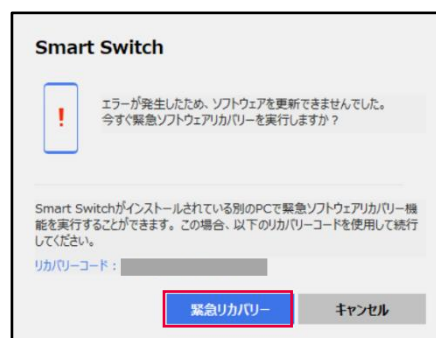 Smart Switch
!
エラーが発生したため、ソフトウェアを更新できませんでした。
今すぐ緊急ソフトウェアリカバリーを実行しますか？
Smart Switchがインストールされている別のPCで緊急ソフトウェアリカバリー機
能を実行することができます。この場合、以下のリカバリーコードを使用して続行
してください。
リカバリーコード：
緊急リカバリー
キャンセル